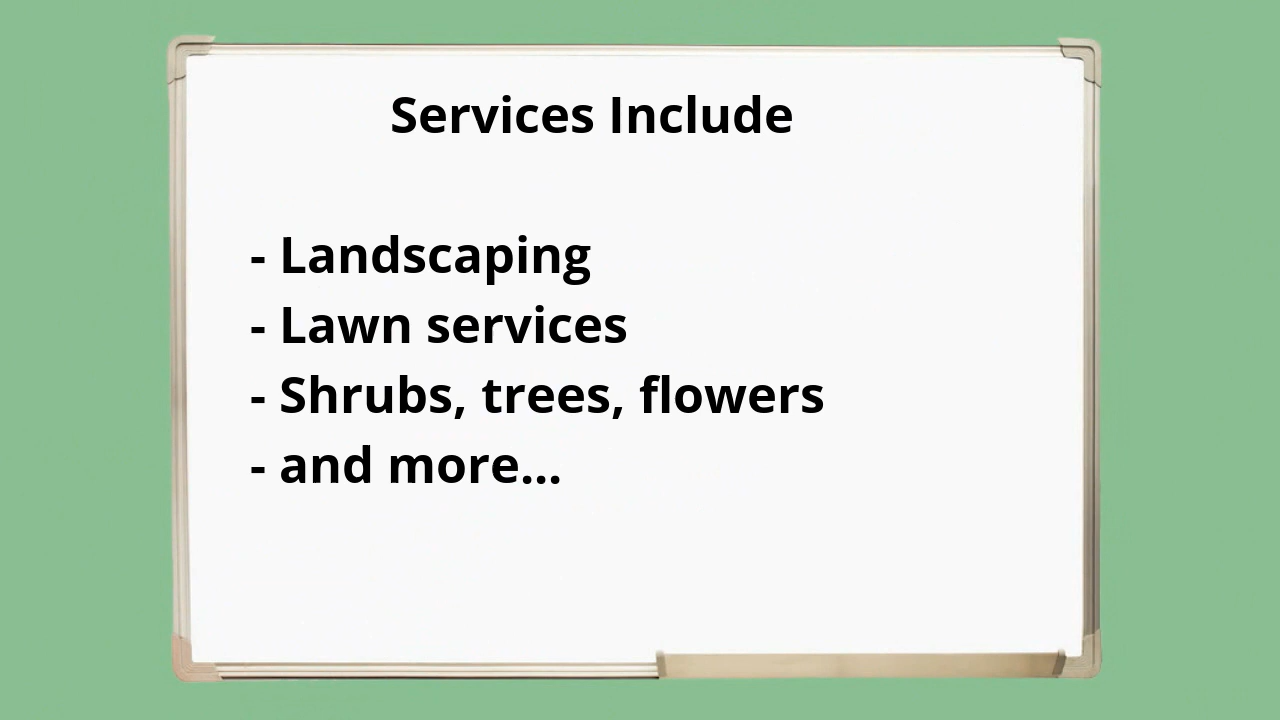 Services Include
- Landscaping
- Lawn services
- Shrubs, trees, flowers
- and more...